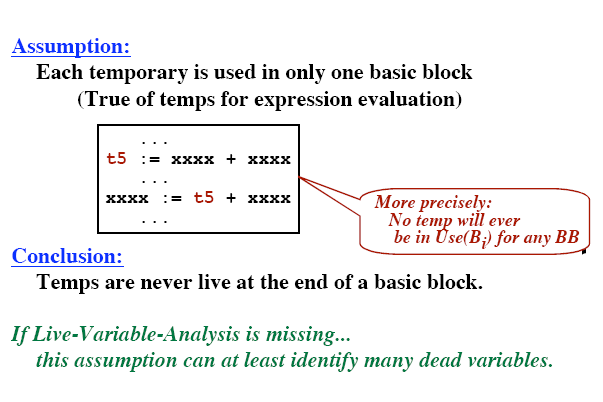 Assumption:
Each temporary is used in only one basic block
(True of temps for expression evaluation)
...
t5 := xxxx + xxxx
...
xxxx := t5 + xxxx
...
More precisely:
No temp will ever
be in Use(Bi) for any BB
Conclusion:
Temps are never live at the end of a basic block.
If Live-Variable-Analysis is missing...
this assumption can at least identify many dead variables.